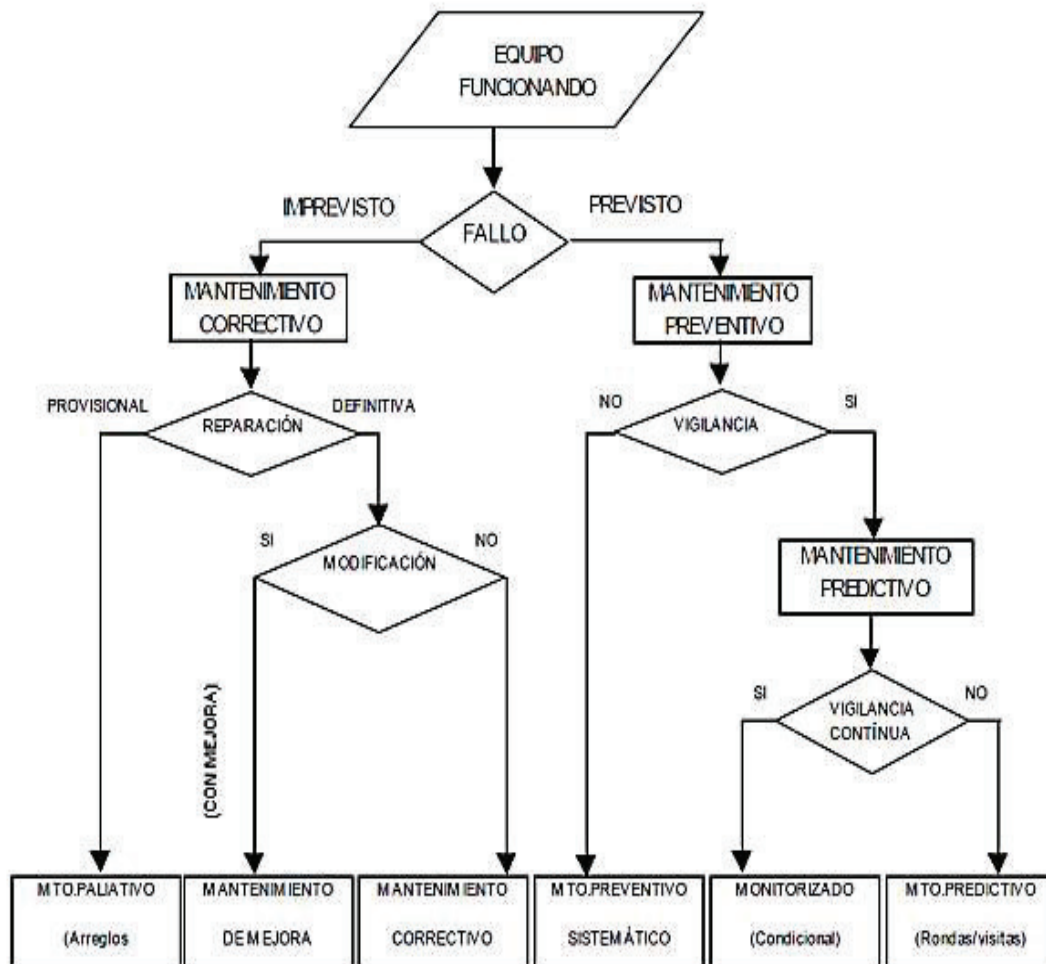 EQUIPO
FUNCIONANDO
IMPREVISTO
PREVISTO
FALLO
MANTENIMIENTO
CORRECTIVO
MANTENIMIENTO
PREVENTIVO
PROVISIONAL
DEFINITIVA
REPARACIÓN
NO
SI
VIGILANCIA
SI
NO
MODIFICACIÓN
MANTENIMIENTO
PREDICTIVO
(CON MEJORA)
SI
NO
VIGILANCIA
CONTÍNUA
MTO.PALIATIVO
(Arreglos
MANTENIMIENTO
DE MEJORA
MANTENIMIENTO
CORRECTIVO
MTO.PREVENTIVO
SISTEMÁTICO
MONITORIZADO
(Condicional)
MTO.PREDICTIVO
(Rondas/visitas)